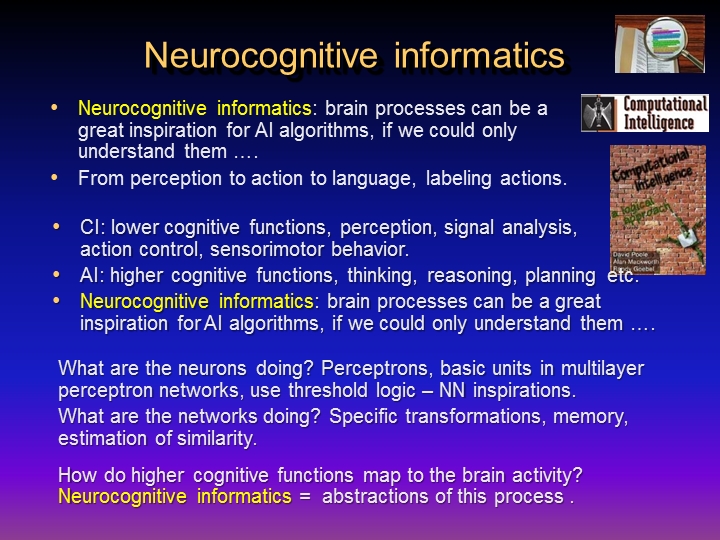 Neurocognitive informatics
Computational
Intelligence
• Neurocognitive informatics: brain processes can be a
great inspiration for AI algorithms, if we could only
understand them ….
• From perception to action to language, labeling actions.
Computational
Intelligence
a logical
approach
David Poole
Alan Mackworth
Randy Goebel
• CI: lower cognitive functions, perception, signal analysis,
action control, sensorimotor behavior.
• AI: higher cognitive functions, thinking, reasoning, planning etc.
• Neurocognitive informatics: brain processes can be a great
inspiration for AI algorithms, if we could only understand them ….
What are the neurons doing? Perceptrons, basic units in multilayer
perceptron networks, use threshold logic – NN inspirations.
What are the networks doing? Specific transformations, memory,
estimation of similarity.
How do higher cognitive functions map to the brain activity?
Neurocognitive informatics = abstractions of this process .